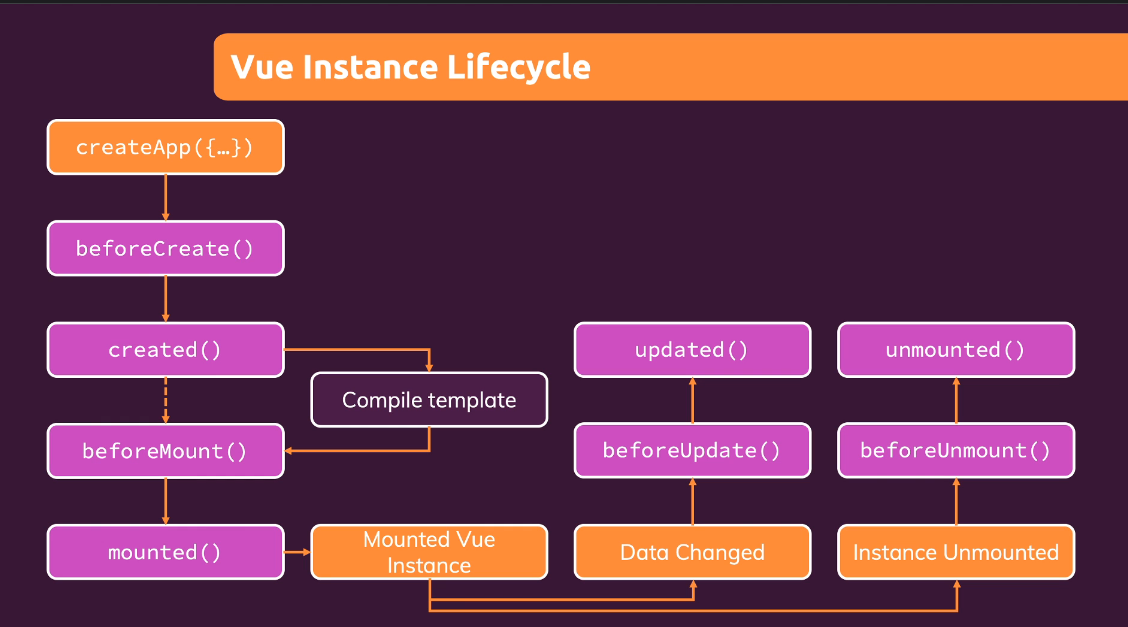 Vue Instance Lifecycle
createApp({…})
beforeCreate()
created()
Compile template
beforeMount()
mounted()
Mounted Vue
Instance
updated()
beforeUpdate()
Data Changed
unmounted()
beforeUnmount()
Instance Unmounted